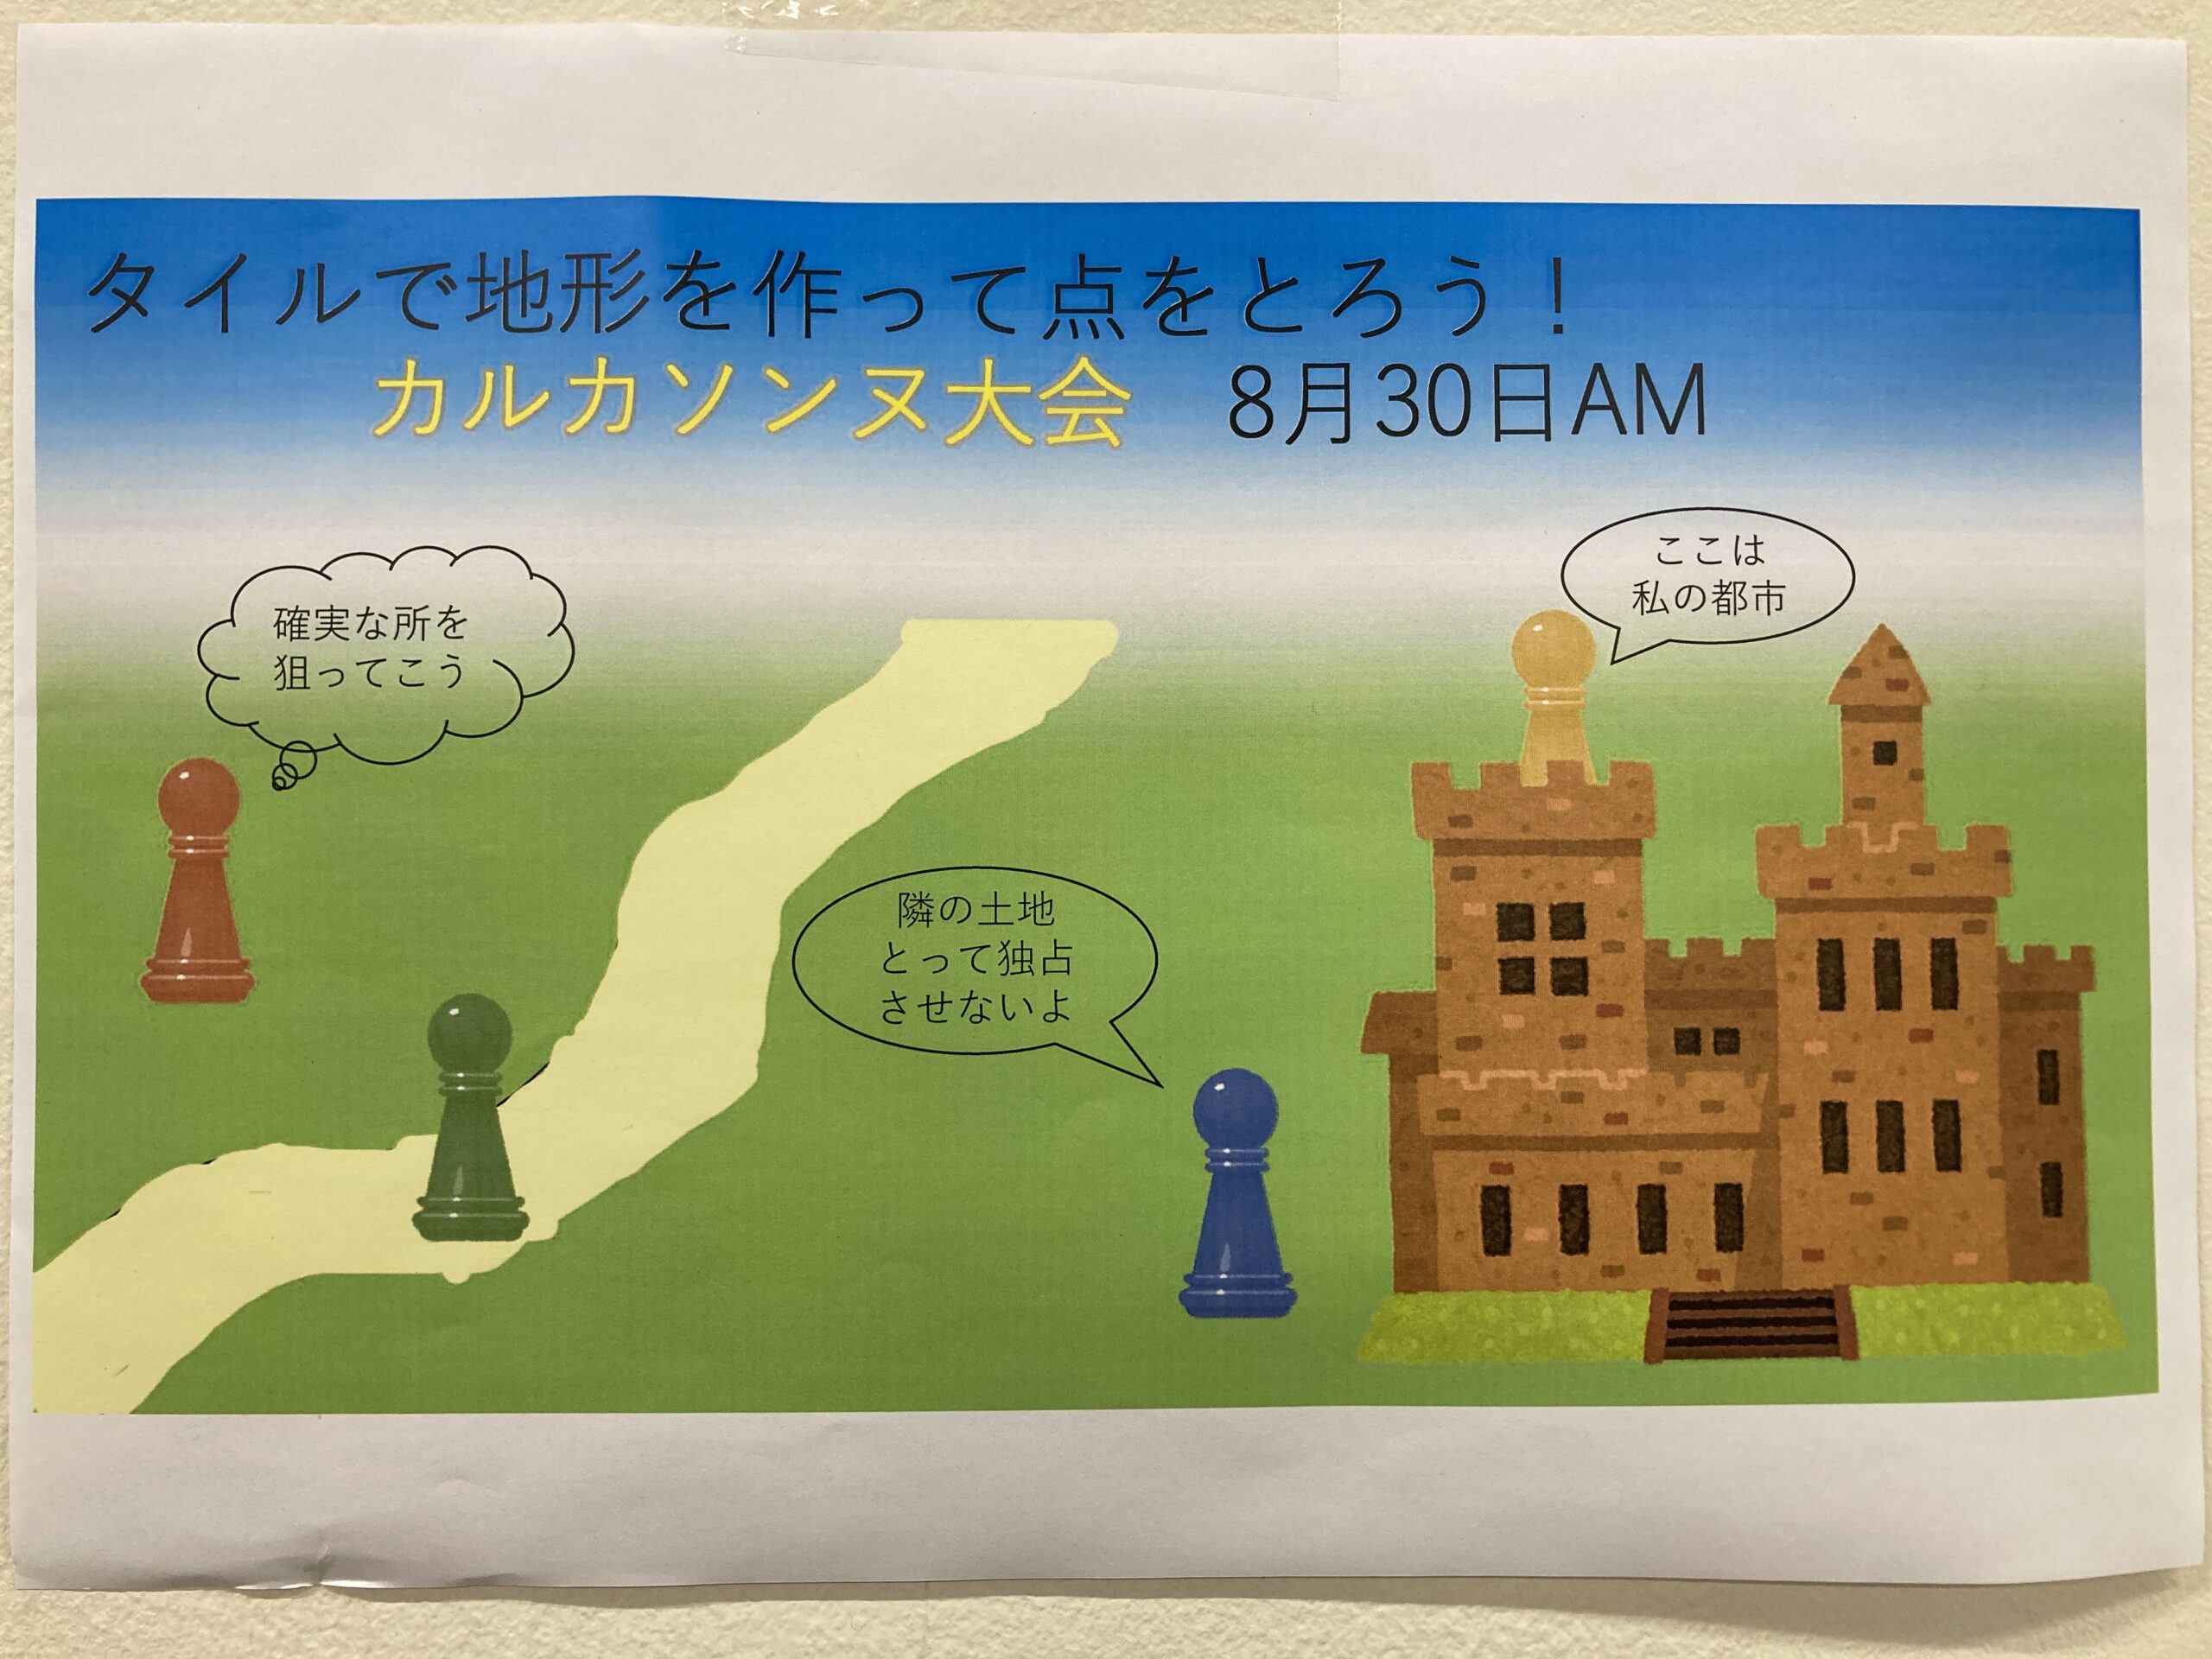 タイルで地形を作って点をとろう！
カルカソンヌ大会　8月30日AM
ここは
私の都市
確実な所を
狙ってこう
隣の土地
とって独占
させないよ